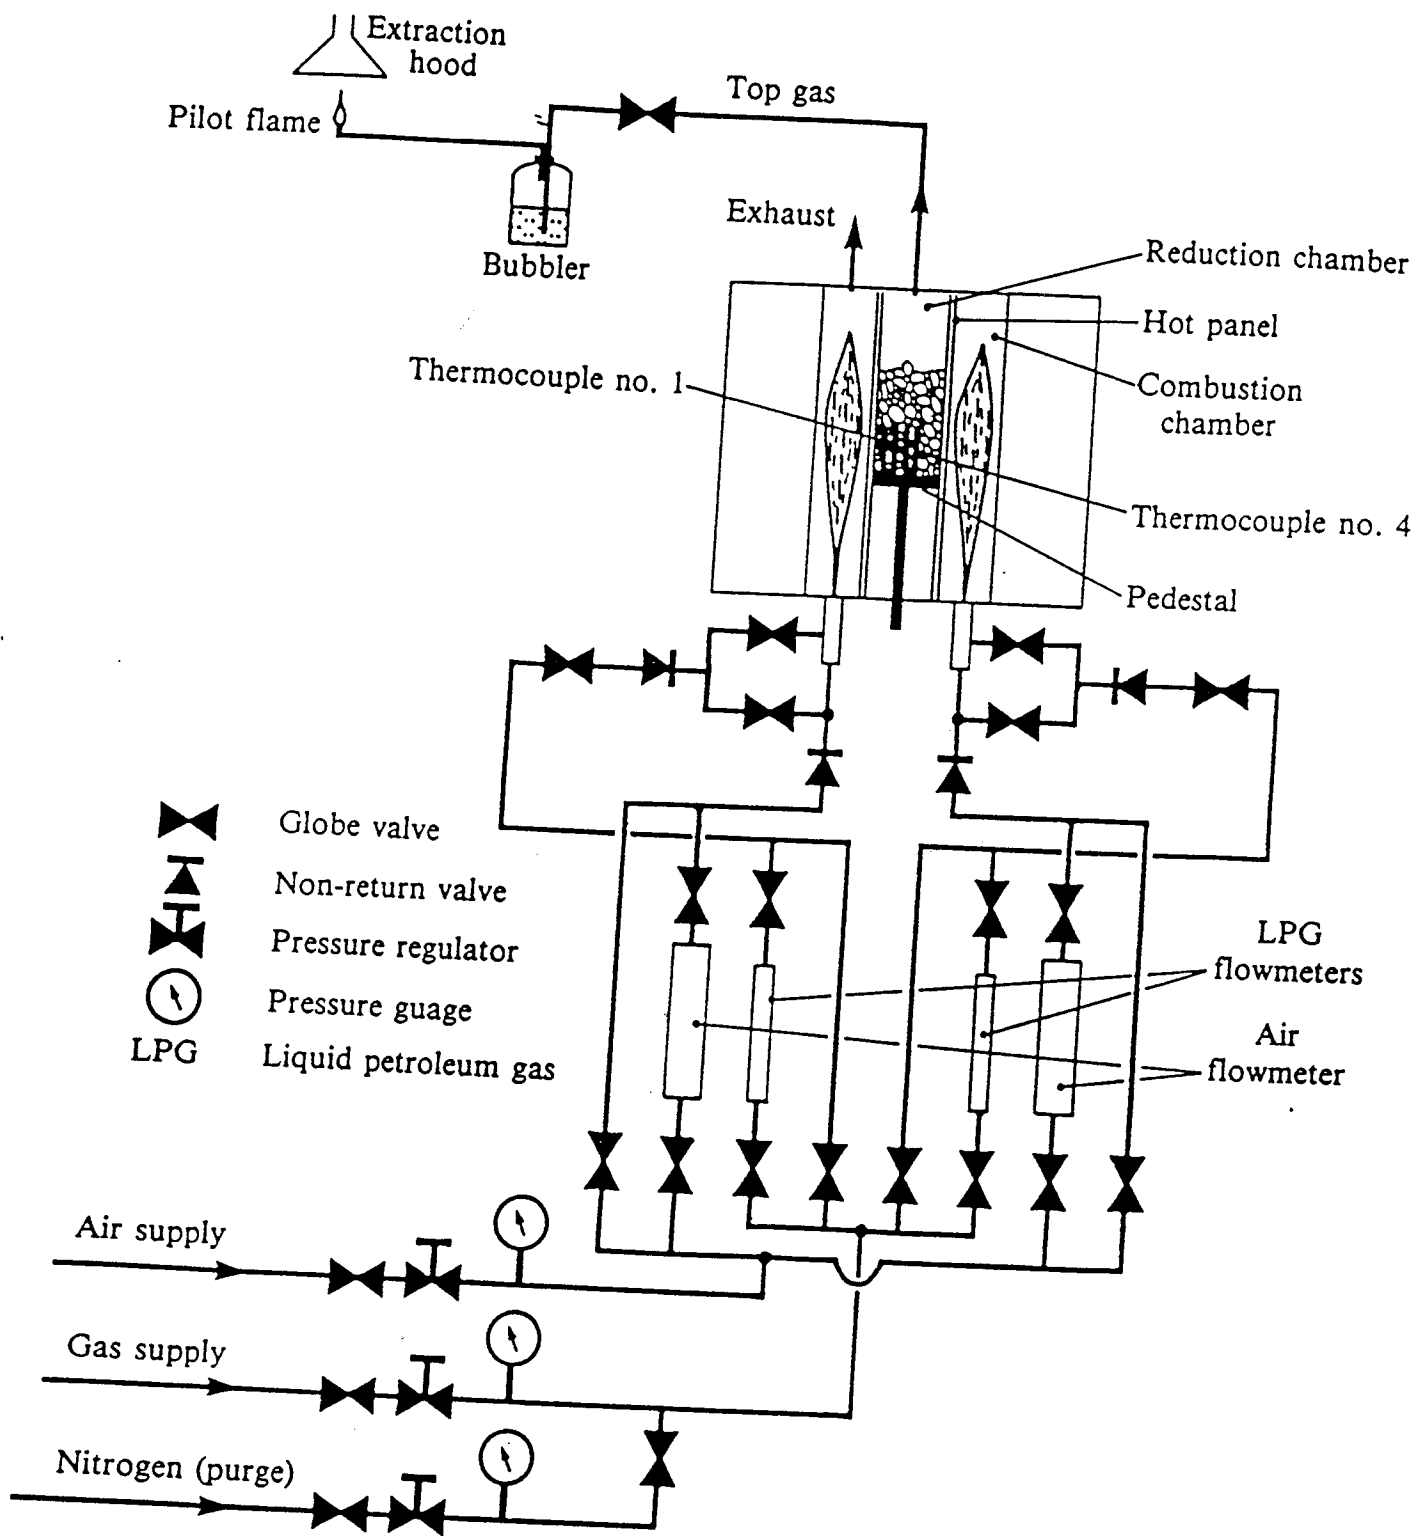 Extraction
hood
Pilot flame
Top gas
Bubbler
Exhaust
Reduction chamber
Hot panel
Thermocouple no. 1
Combustion
chamber
Thermocouple no. 4
Pedestal
Globe valve
Non-return valve
Pressure regulator
Pressure guage
LPG Liquid petroleum gas
LPG
flowmeters
Air
flowmeter
Air supply
Gas supply
Nitrogen (purge)